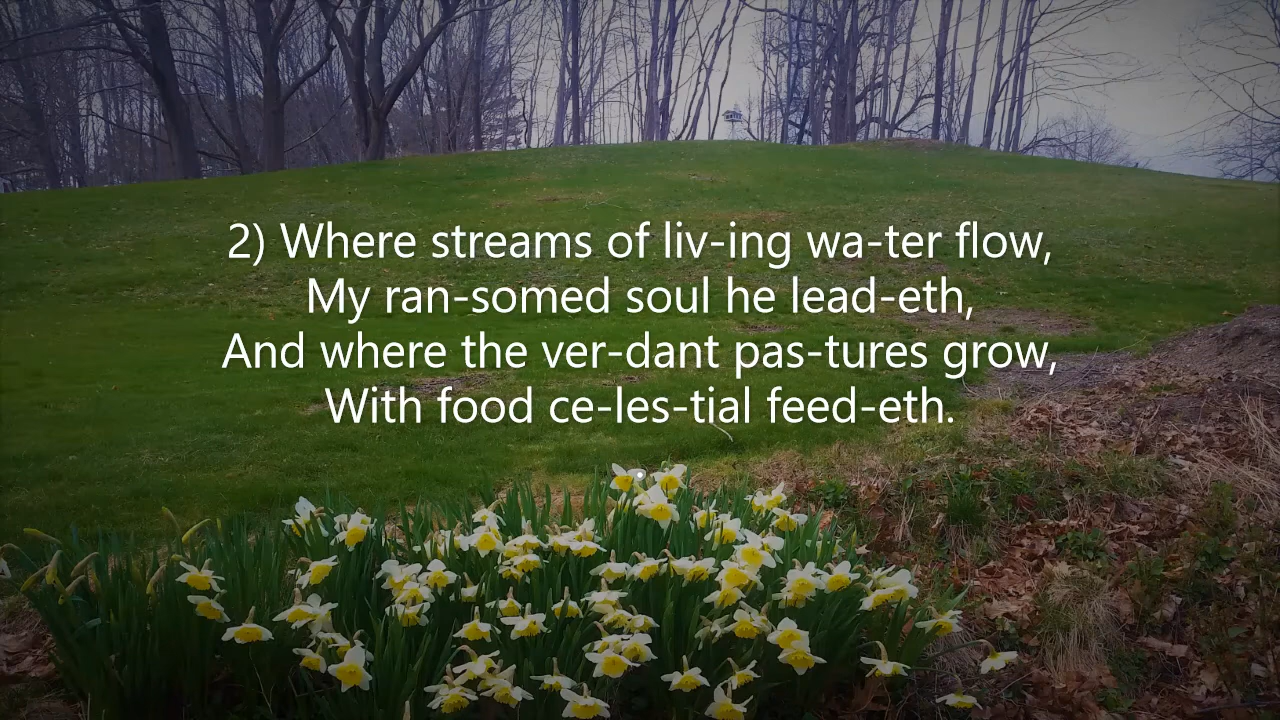 2) Where streams of liv-ing wa-ter flow,
My ran-somed soul he lead-eth,
And where the ver-dant pas-tures grow,
With food ce-les-tial feed-eth.